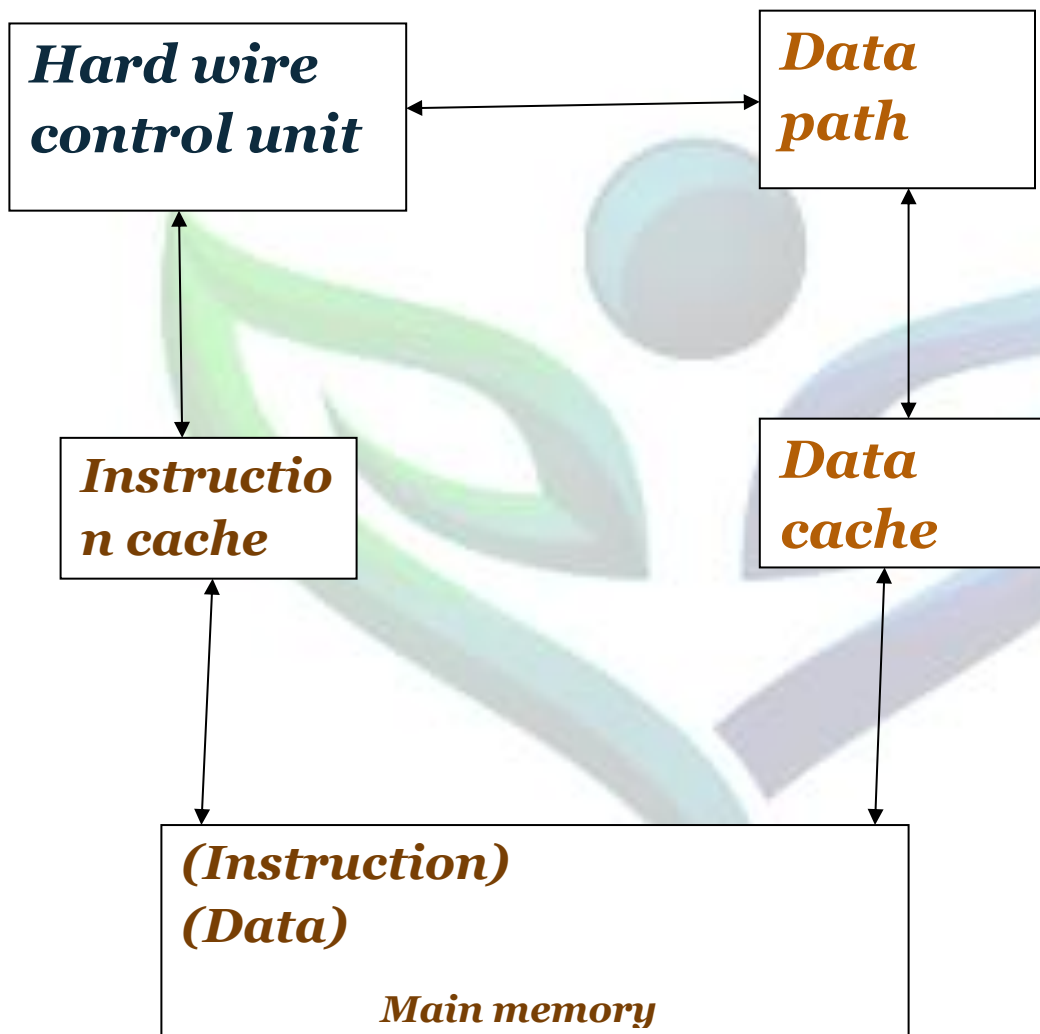 Hard wire
control unit
Data
path
Instructio
n cache
Data
cache
(Instruction)
(Data)
Main memory